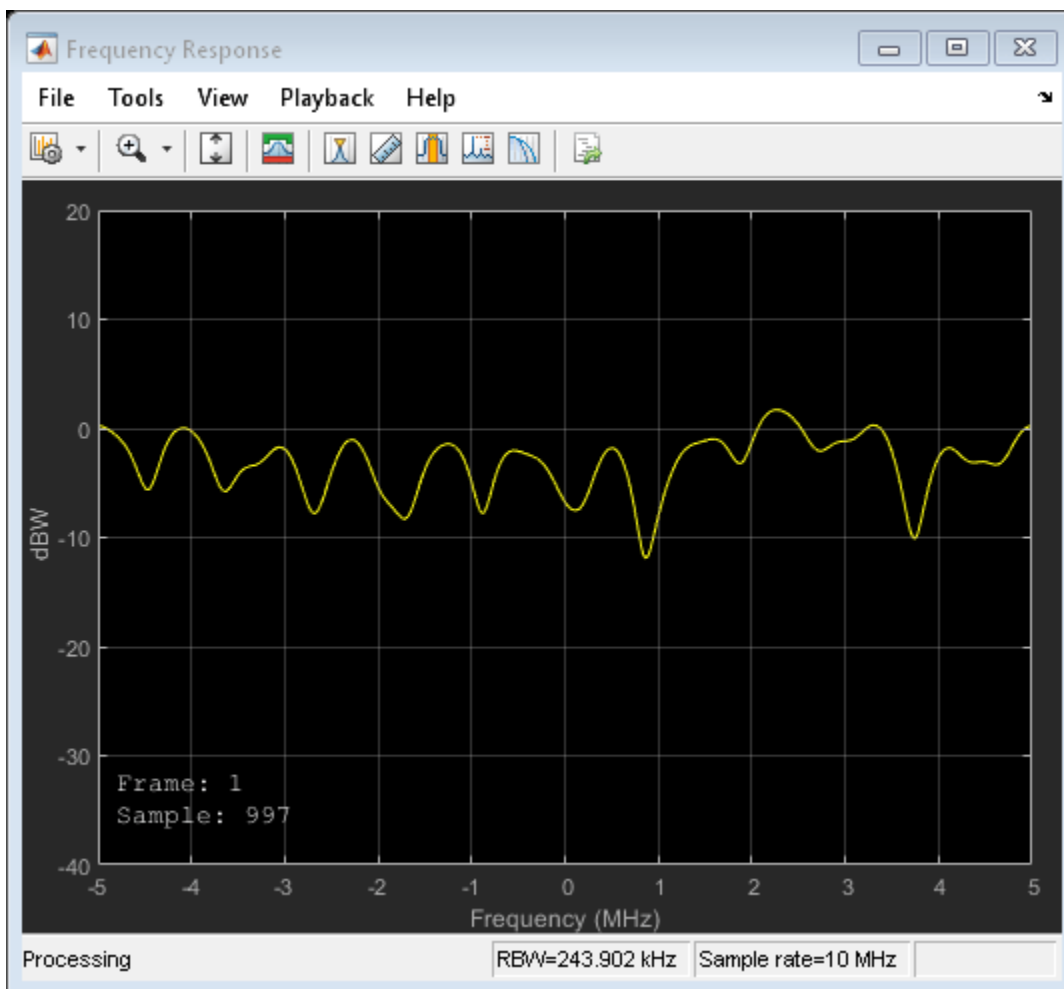 Frequency Response
File Tools View Playback Help
20
10
0
-10
-20
-30
-40
dBW
Frame: 1
Sample: 997
-5 -4 -3 -2 -1 0 1 2 3 4 5
Frequency (MHz)
Processing RBW=243.902 kHz Sample rate=10 MHz